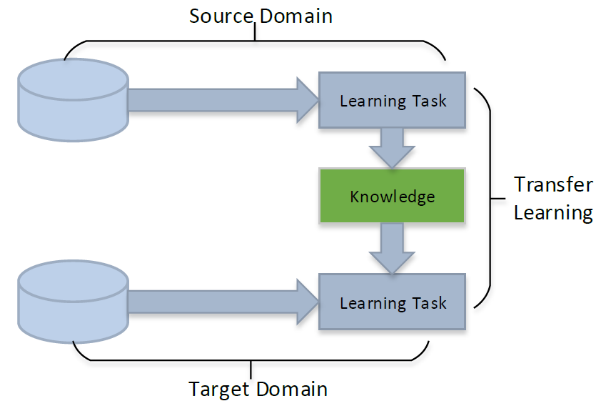 Source Domain
Learning Task
Knowledge
Transfer
Learning
Learning Task
Target Domain